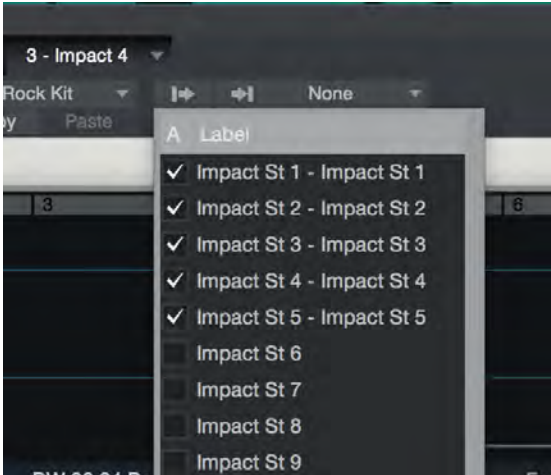 3 - Impact 4
Rock Kit
None
Paste
A Label
Impact St 1 - Impact St 1
3
Impact St 2 - Impact St 2
6
Impact St 3 - Impact St 3
Impact St 4 - Impact St 4
Impact St 5 - Impact St 5
Impact St 6
Impact St 7
Impact St 8
Impact St 9